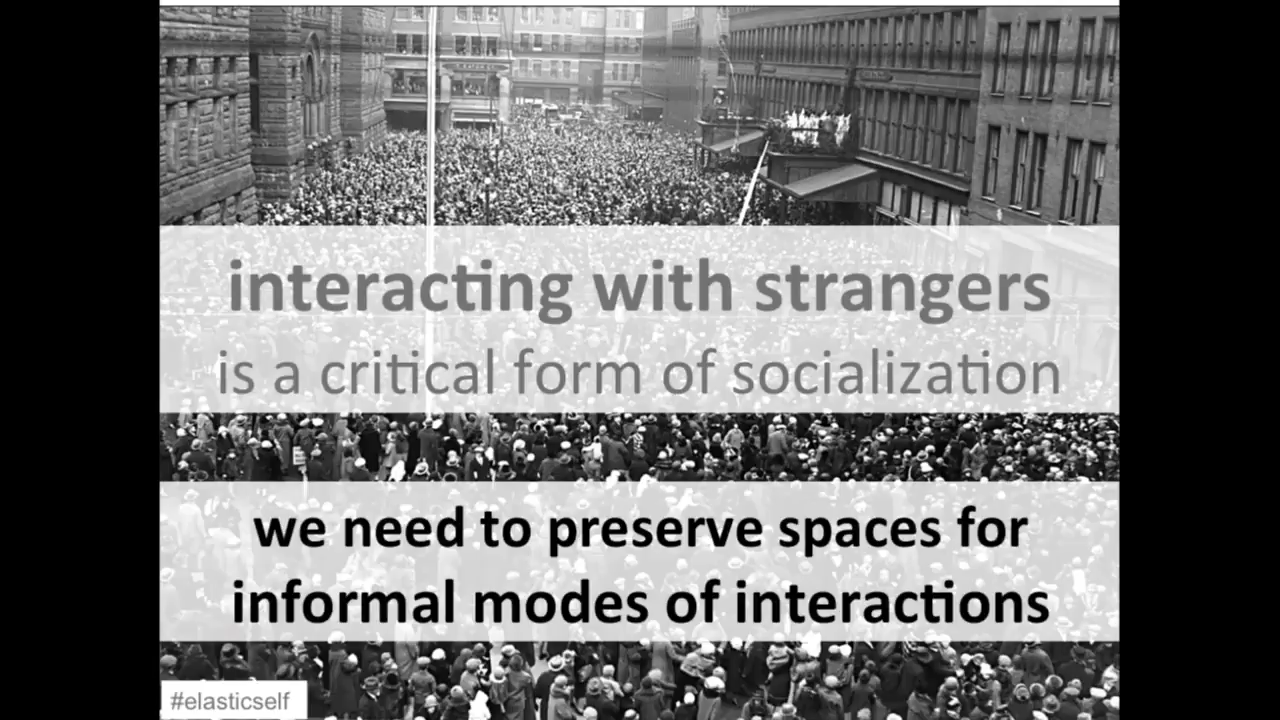 interacting with strangers
is a critical form of socialization
we need to preserve spaces for
informal modes of interactions
#elasticself